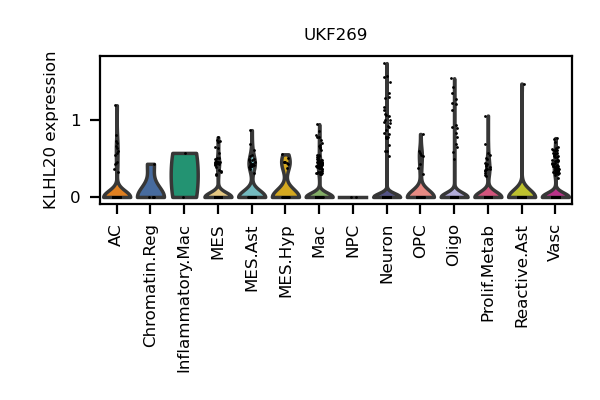 UKF269
KLHL20 expression
1
0
AC
Chromatin.Reg
Inflammatory.Mac
MES
MES.Ast
MES.Hyp
Mac
NPC
Neuron
OPC
Oligo
Prolif.Metab
Reactive.Ast
Vasc